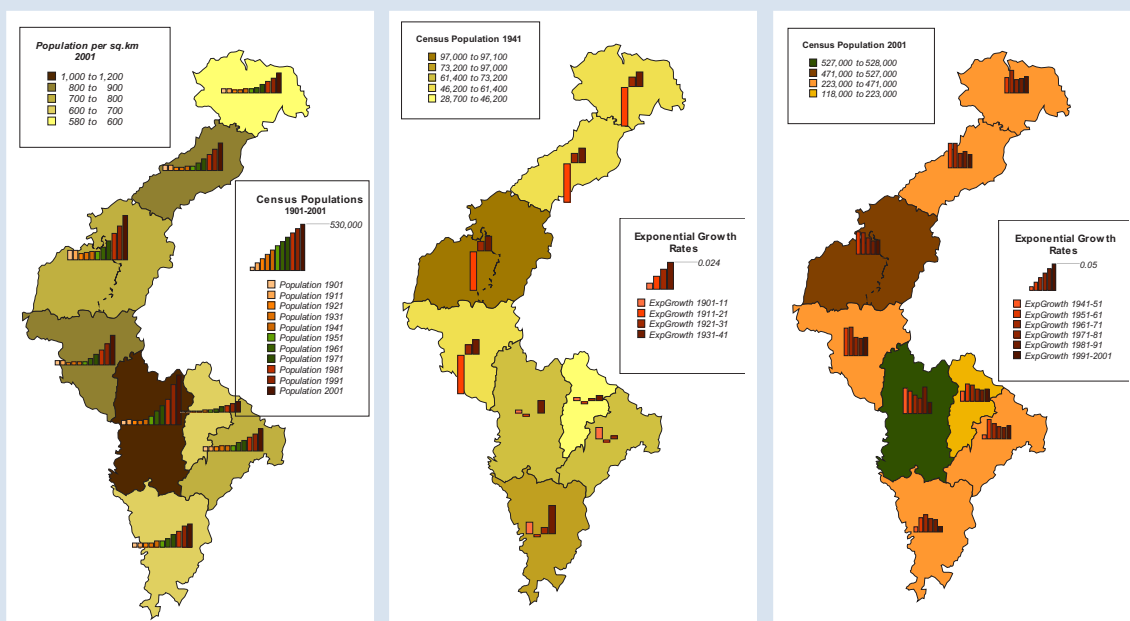 Population per sq.km
2001
1,000 to 1,200
800 to 900
700 to 800
600 to 700
580 to 600
Census Populations
1901-2001
530,000
Population 1901
Population 1911
Population 1921
Population 1931
Population 1941
Population 1951
Population 1961
Population 1971
Population 1981
Population 1991
Population 2001
Census Population 1941
97,000 to 97,100
73,200 to 97,000
61,400 to 73,200
46,200 to 61,400
28,700 to 46,200
Exponential Growth
Rates
0.024
ExpGrowth 1901-11
ExpGrowth 1911-21
ExpGrowth 1921-31
ExpGrowth 1931-41
Census Population 2001
527,000 to 528,000
471,000 to 527,000
223,000 to 471,000
118,000 to 223,000
Exponential Growth
Rates
0.05
ExpGrowth 1941-51
ExpGrowth 1951-61
ExpGrowth 1961-71
ExpGrowth 1971-81
ExpGrowth 1981-91
ExpGrowth 1991-2001